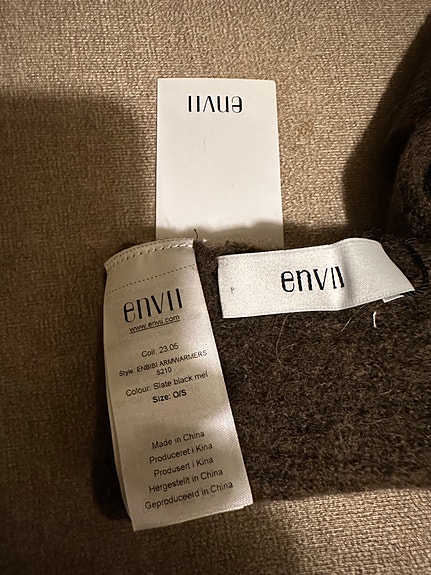 envii
envii
envii
www.envii.com
Coll. 23.05
Style: ENBIBI ARMWARMERS
5210
Colour: Slate black mel
Size: O/S
Made in China
Produceret i Kina
Produsert i Kina
Hergestellt in China
Geproduceerd in China